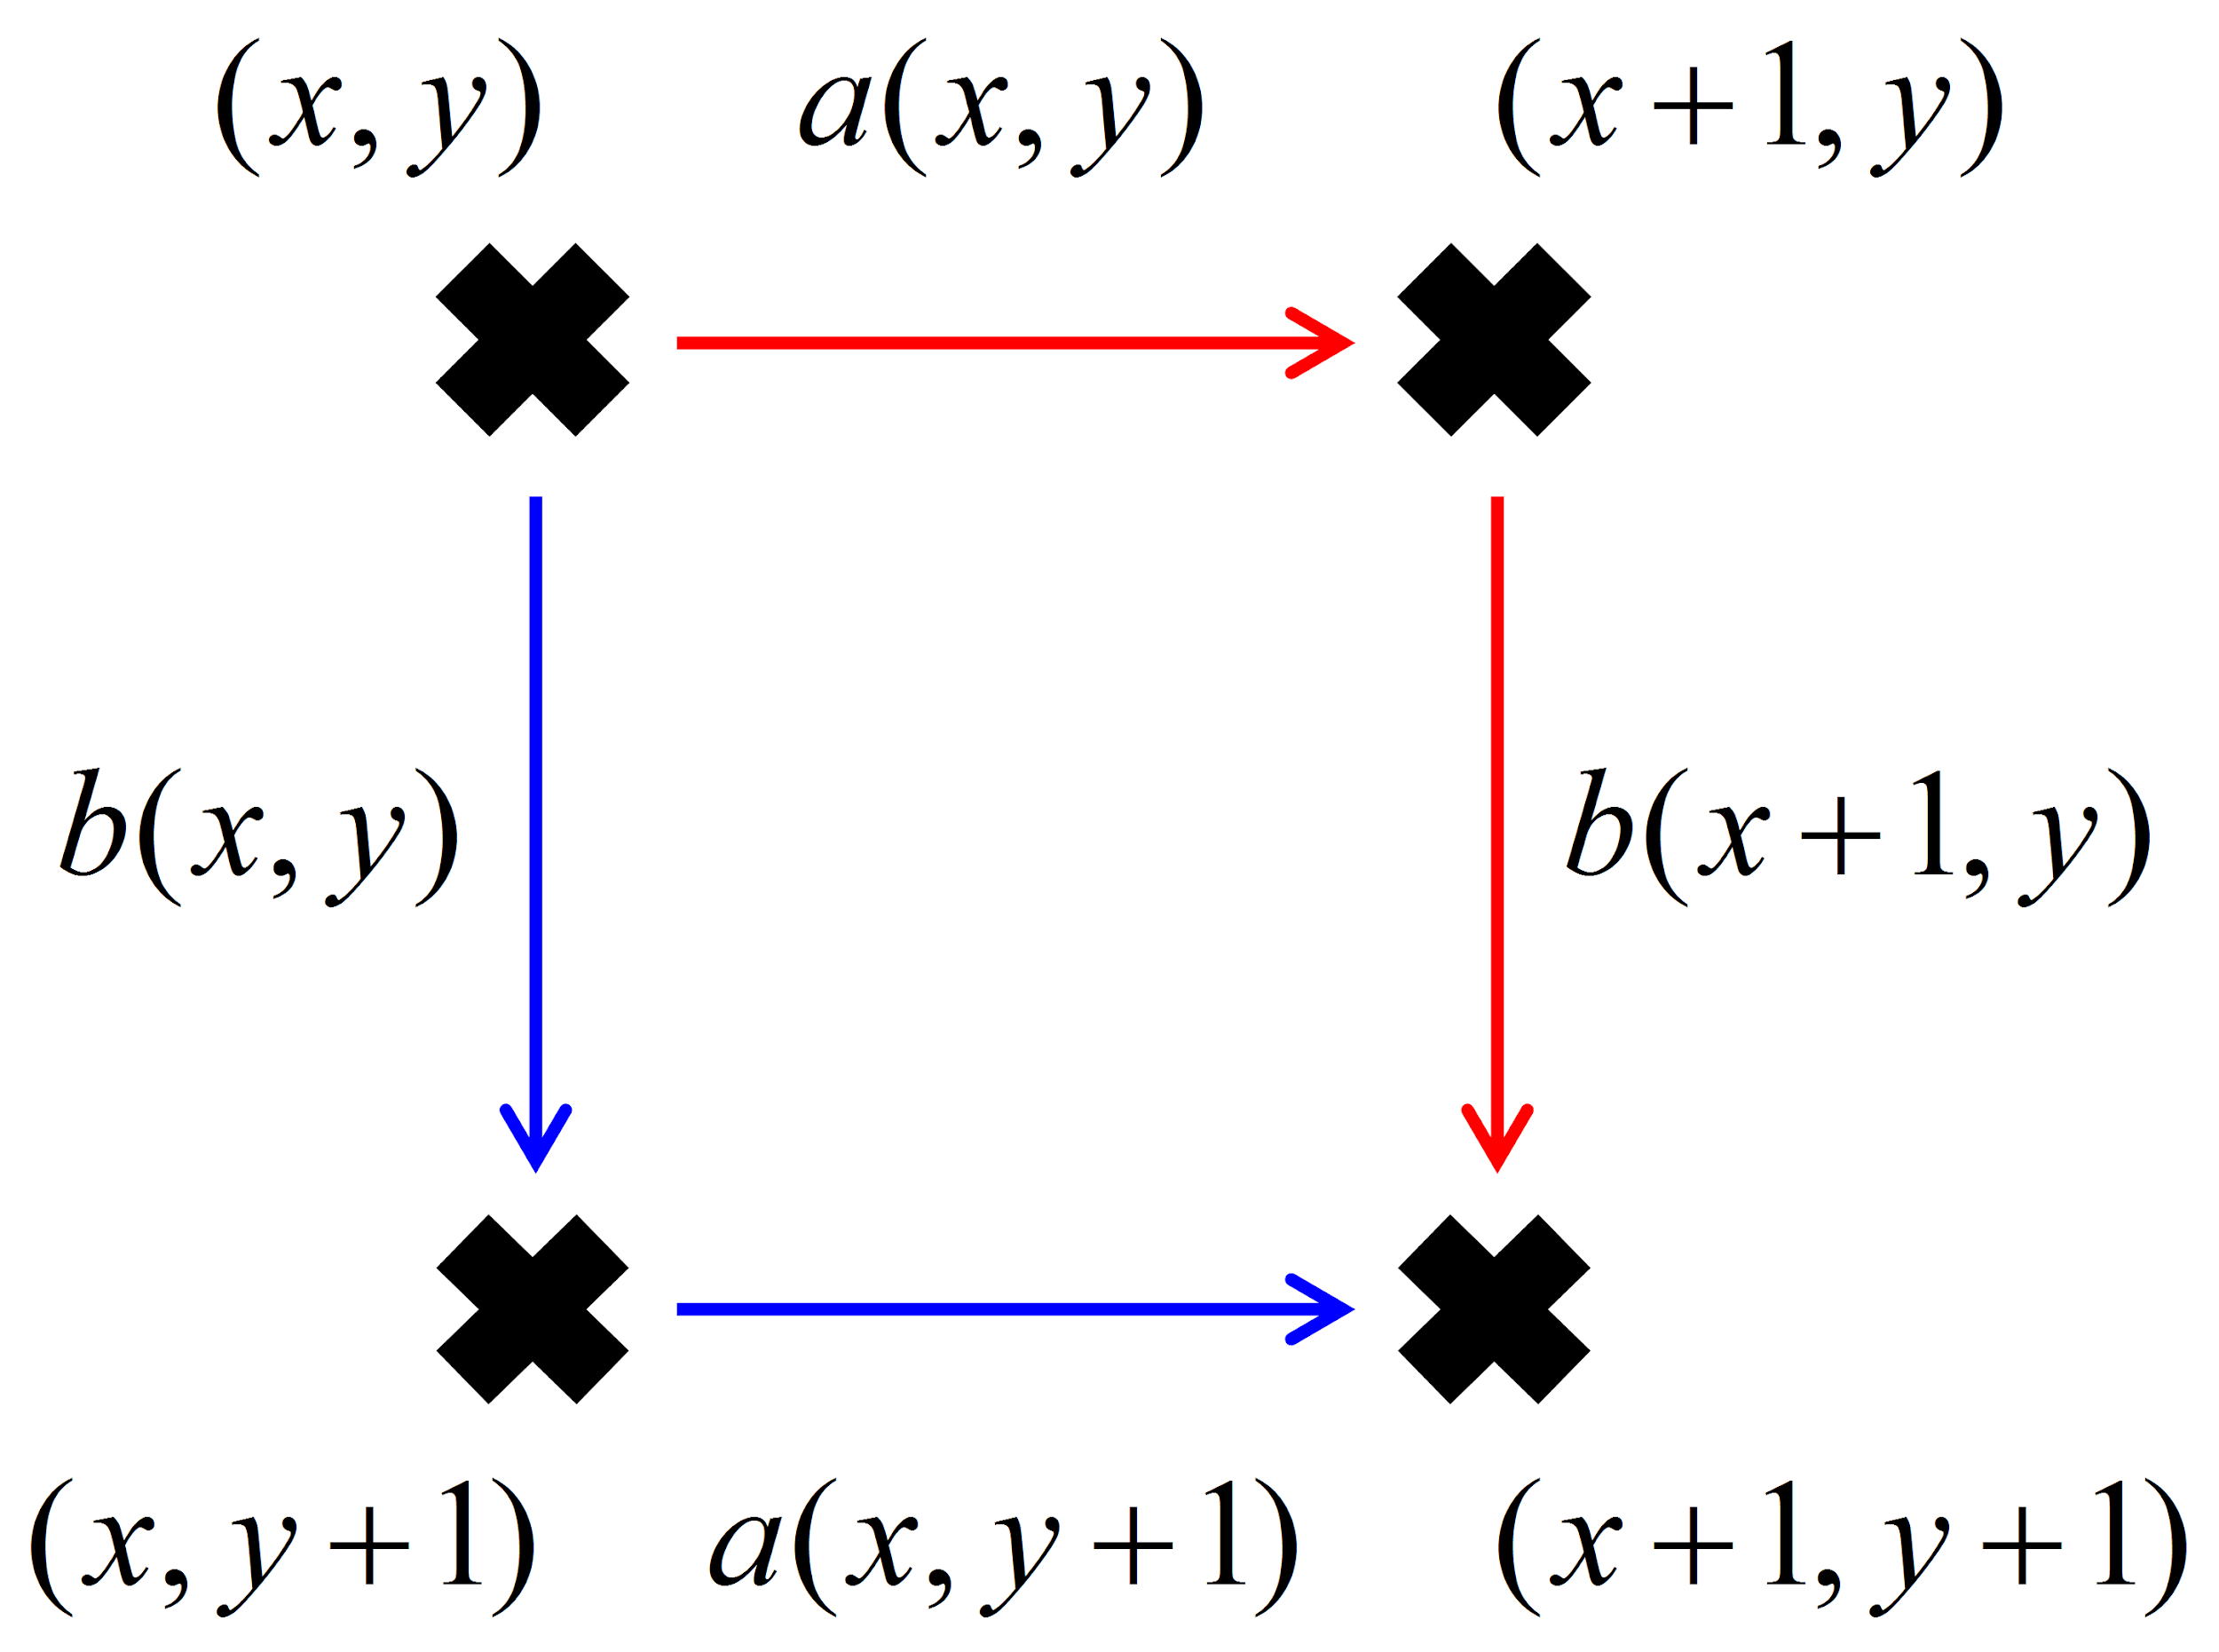 (x, y) a(x, y) (x + 1, y)
b(x, y) b(x + 1, y)
(x, y + 1) a(x, y + 1) (x + 1, y + 1)